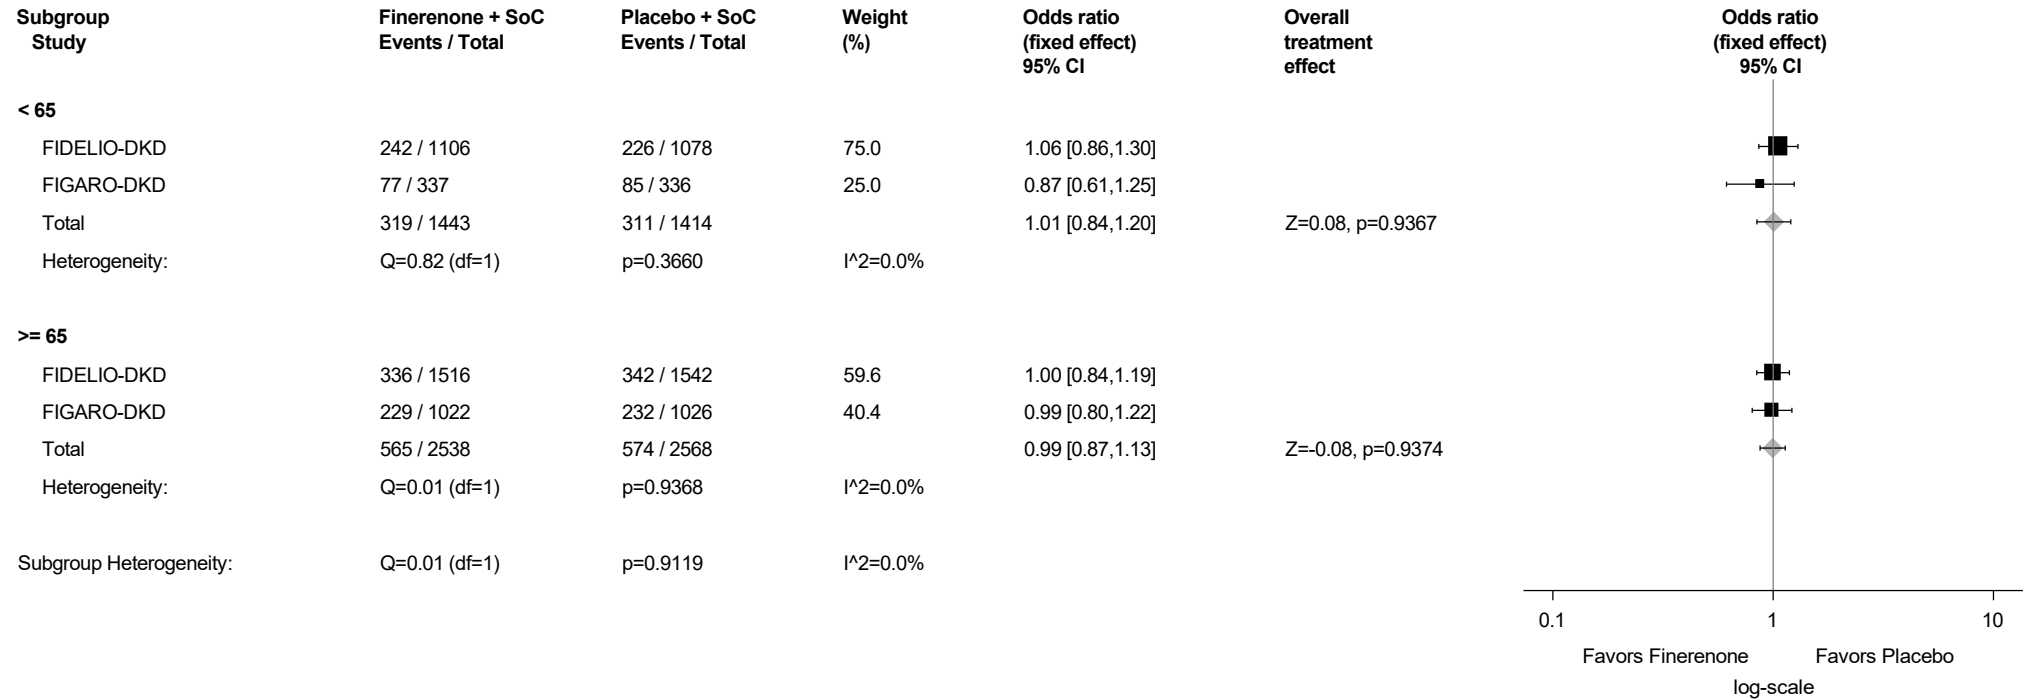 Subgroup Finerenone + SoC Placebo + SoC Weight Odds ratio Overall Odds ratio
Study Events / Total Events / Total (%) (fixed effect) treatment (fixed effect)
95% CI effect 95% CI
< 65
FIDELIO-DKD 242 / 1106 226 / 1078 75.0 1.06 [0.86,1.30]
FIGARO-DKD 77 / 337 85 / 336 25.0 0.87 [0.61,1.25]
Total 319 / 1443 311 / 1414 1.01 [0.84,1.20] Z=0.08, p=0.9367
Heterogeneity: Q=0.82 (df=1) p=0.3660 I^2=0.0%
>= 65
FIDELIO-DKD 336 / 1516 342 / 1542 59.6 1.00 [0.84,1.19]
FIGARO-DKD 229 / 1022 232 / 1026 40.4 0.99 [0.80,1.22]
Total 565 / 2538 574 / 2568 0.99 [0.87,1.13] Z=-0.08, p=0.9374
Heterogeneity: Q=0.01 (df=1) p=0.9368 I^2=0.0%
Subgroup Heterogeneity: Q=0.01 (df=1) p=0.9119 I^2=0.0%
0.1 1 10
Favors Finerenone Favors Placebo
log-scale